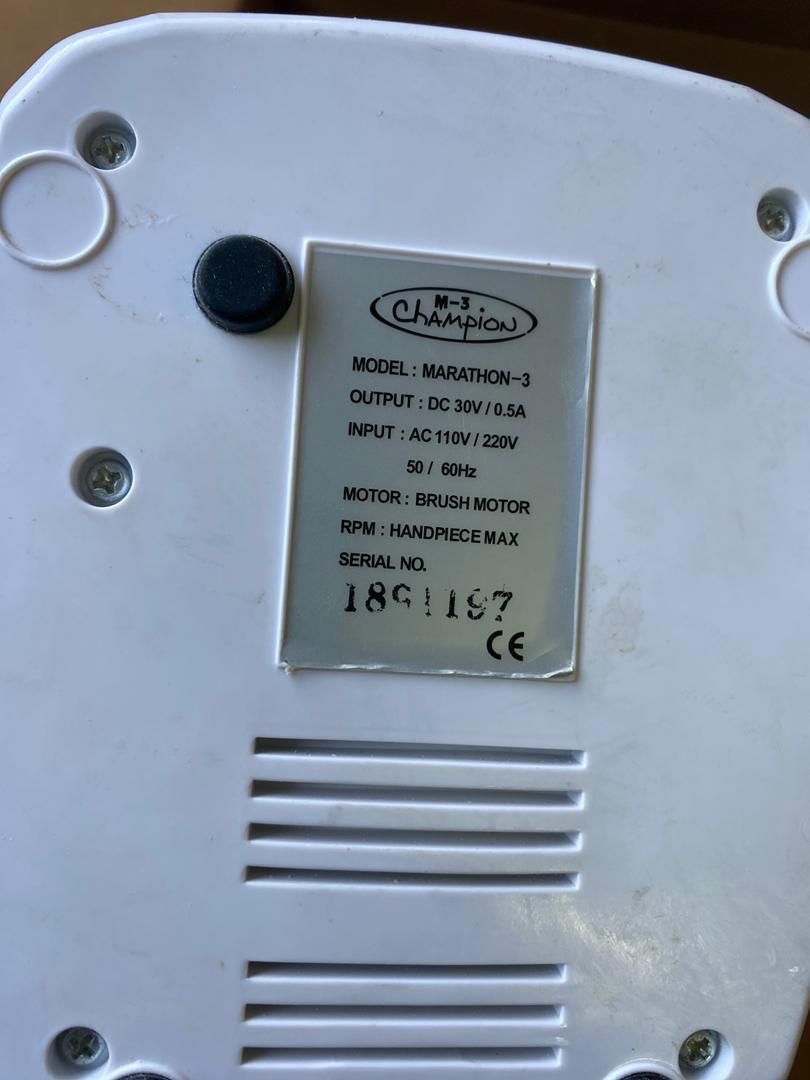 M-3
Champion
MODEL : MARATHON-3
OUTPUT : DC 30V / 0.5A
INPUT : AC 110V / 220V
50 / 60Hz
MOTOR : BRUSH MOTOR
RPM : HANDPIECE MAX
SERIAL NO.
CE